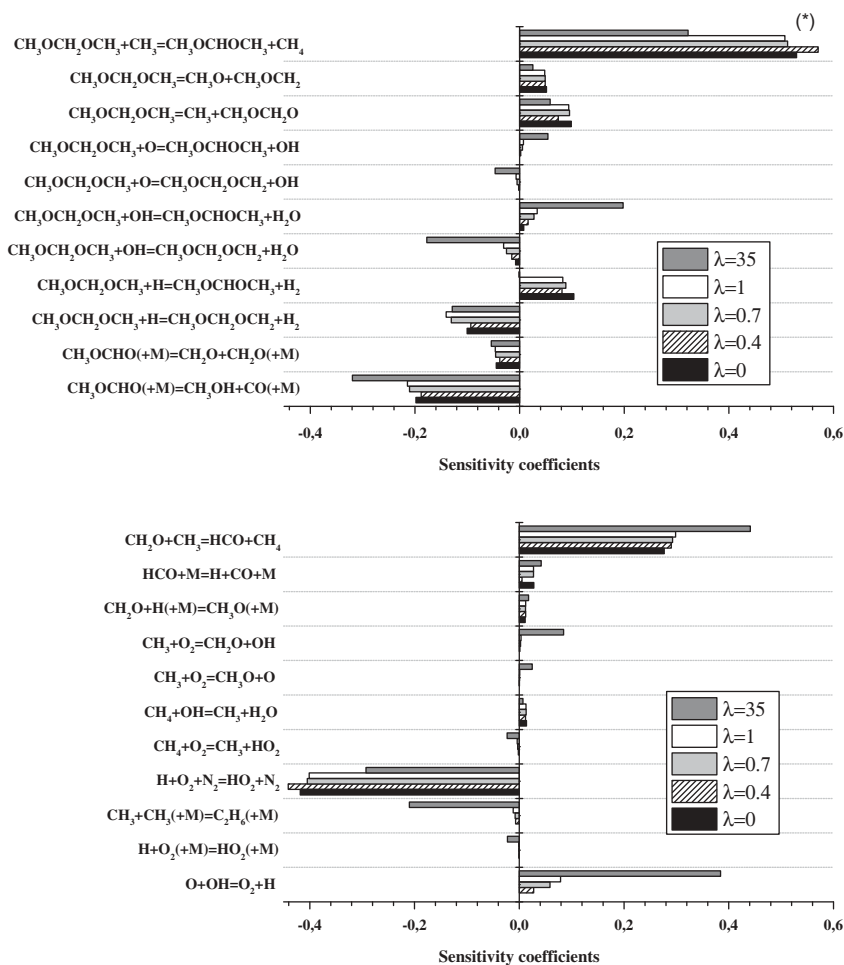 (*)
CH₃OCH₂OCH₃+CH₃=CH₃OCHOCH₃+CH₄
CH₃OCH₂OCH₃=CH₃O+CH₃OCH₂
CH₃OCH₂OCH₃=CH₃+CH₃OCH₂O
CH₃OCH₂OCH₃+O=CH₃OCHOCH₃+OH
CH₃OCH₂OCH₃+O=CH₃OCH₂OCH₂+OH
CH₃OCH₂OCH₃+OH=CH₃OCHOCH₃+H₂O
CH₃OCH₂OCH₃+OH=CH₃OCH₂OCH₂+H₂O
CH₃OCH₂OCH₃+H=CH₃OCHOCH₃+H₂
CH₃OCH₂OCH₃+H=CH₃OCH₂OCH₂+H₂
CH₃OCHO(+M)=CH₂O+CH₂O(+M)
CH₃OCHO(+M)=CH₃OH+CO(+M)
λ=35
λ=1
λ=0.7
λ=0.4
λ=0
-0,4 -0,2 0,0 0,2 0,4 0,6
Sensitivity coefficients
CH₂O+CH₃=HCO+CH₄
HCO+M=H+CO+M
CH₂O+H(+M)=CH₃O(+M)
CH₃+O₂=CH₂O+OH
CH₃+O₂=CH₃O+O
CH₄+OH=CH₃+H₂O
CH₄+O₂=CH₃+HO₂
H+O₂+N₂=HO₂+N₂
CH₃+CH₃(+M)=C₂H₆(+M)
H+O₂(+M)=HO₂(+M)
O+OH=O₂+H
λ=35
λ=1
λ=0.7
λ=0.4
λ=0
-0,4 -0,2 0,0 0,2 0,4 0,6
Sensitivity coefficients